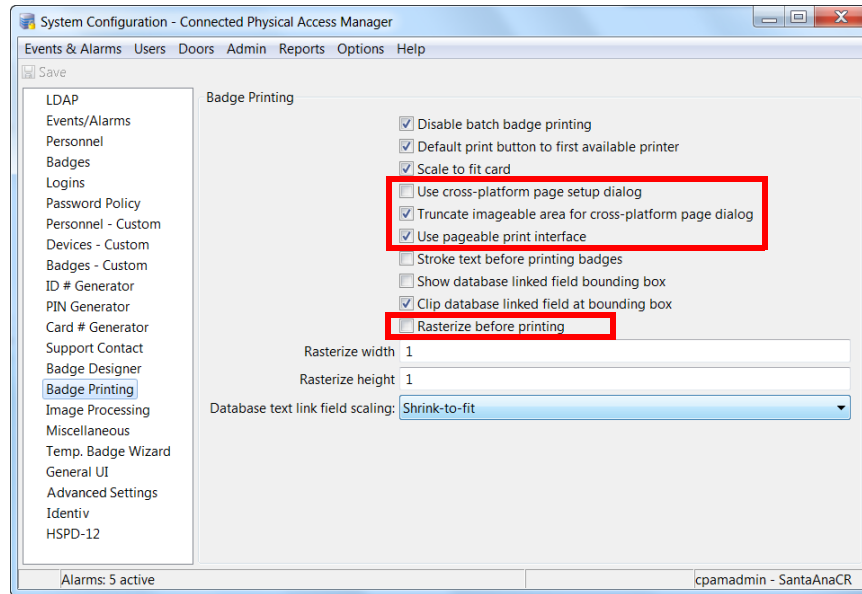 System Configuration - Connected Physical Access Manager
Events & Alarms Users Doors Admin Reports Options Help
Save
LDAP
Events/Alarms
Personnel
Badges
Logins
Password Policy
Personnel - Custom
Devices - Custom
Badges - Custom
ID # Generator
PIN Generator
Card # Generator
Support Contact
Badge Designer
Badge Printing
Image Processing
Miscellaneous
Temp. Badge Wizard
General UI
Advanced Settings
Identiv
HSPD-12
Badge Printing
Disable batch badge printing
Default print button to first available printer
Scale to fit card
Use cross-platform page setup dialog
Truncate imageable area for cross-platform page dialog
Use pageable print interface
Stroke text before printing badges
Show database linked field bounding box
Clip database linked field at bounding box
Rasterize before printing
Rasterize width 1
Rasterize height 1
Database text link field scaling: Shrink-to-fit
Alarms: 5 active
cpamadmin - SantaAnaCR